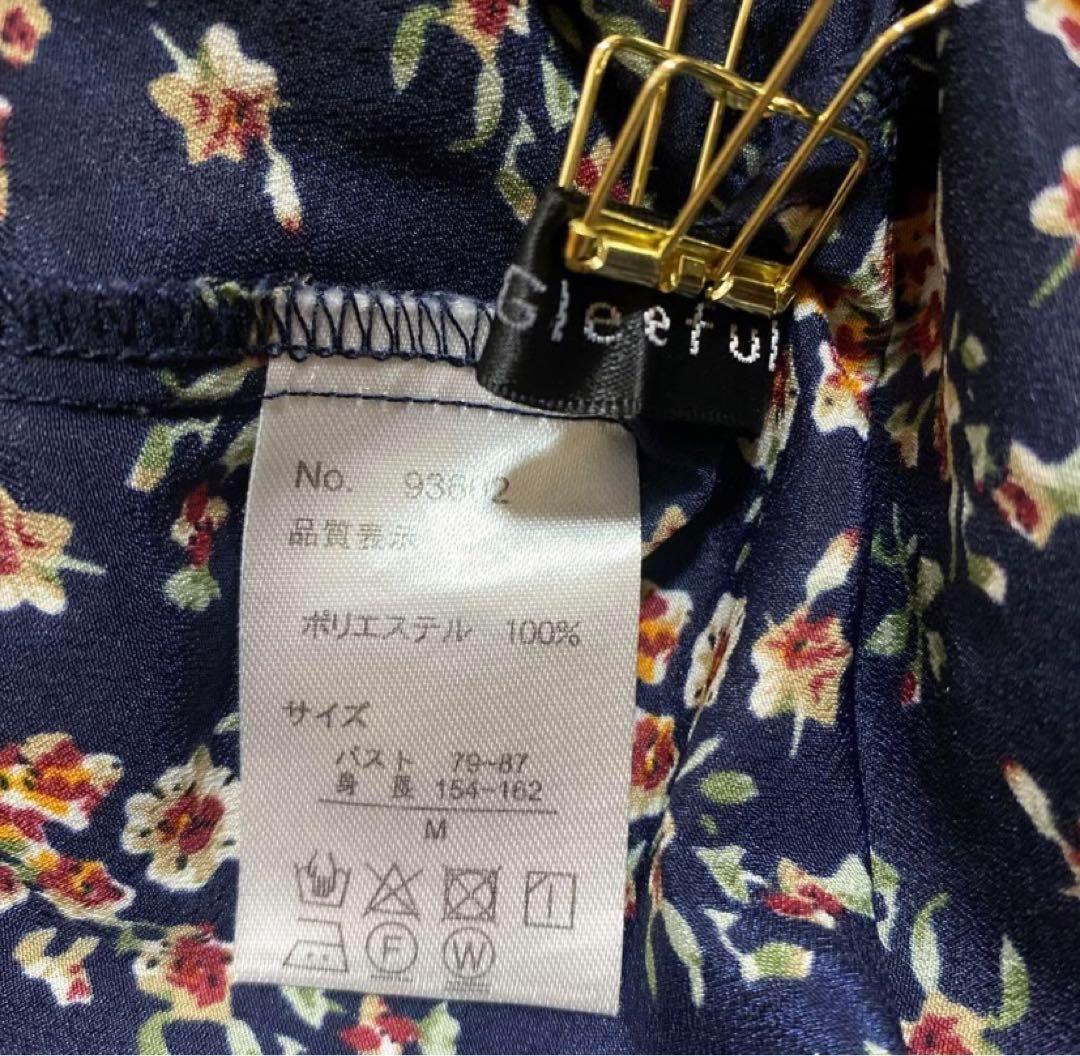 Gleeful
No.
品質表示
ポリエステル 100%
サイズ
バスト 79~87
身 長 154~162
M
F
W